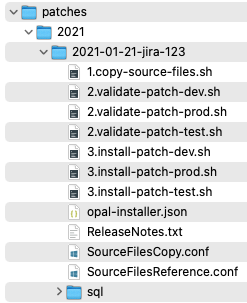 patches
2021
2021-01-21-jira-123
1.copy-source-files.sh
2.validate-patch-dev.sh
2.validate-patch-prod.sh
2.validate-patch-test.sh
3.install-patch-dev.sh
3.install-patch-prod.sh
3.install-patch-test.sh
opal-installer.json
ReleaseNotes.txt
SourceFilesCopy.conf
SourceFilesReference.conf
sql